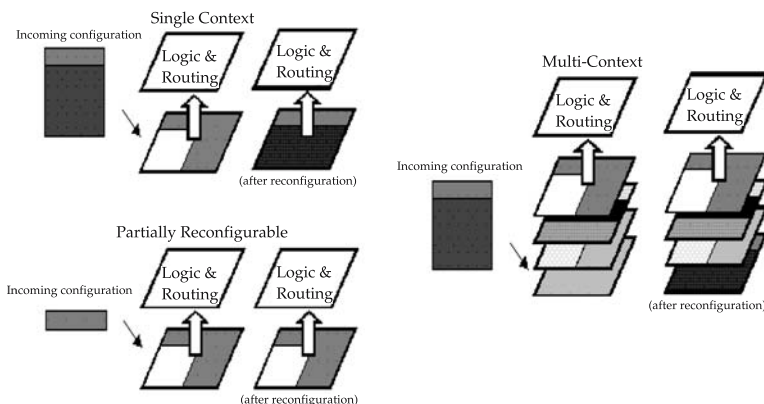 Single Context
Incoming configuration
Logic &
Routing
Logic &
Routing
(after reconfiguration)
Partially Reconfigurable
Incoming configuration
Logic &
Routing
Logic &
Routing
(after reconfiguration)
Multi-Context
Incoming configuration
Logic &
Routing
Logic &
Routing
(after reconfiguration)